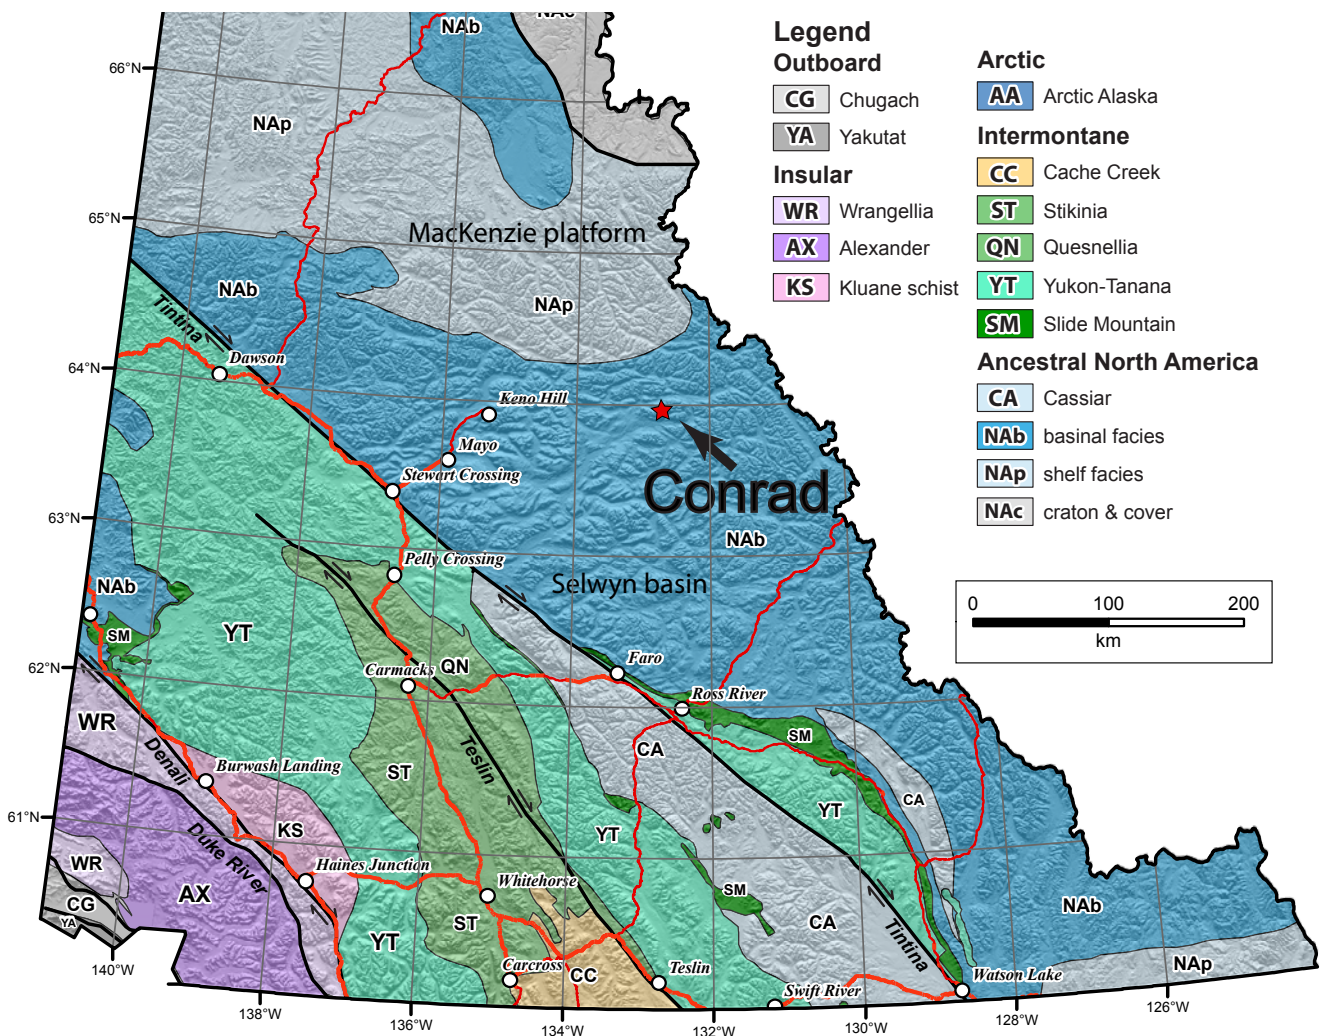 NAb
NAc
66°N
NAp
65°N
MacKenzie platform
NAb
NAp
Tintina
Dawson
64°N
NAb
Keno Hill
Mayo
Stewart Crossing
Conrad
63°N
NAb
Pelly Crossing
Selwyn basin
NAb
SM
YT
62°N
QN
Carmacks
Faro
Ross River
WR
Denali
Teslin
CA
SM
Burwash Landing
ST
CA
YT
61°N
KS
Duke River
YT
WR
Haines Junction
Whitehorse
SM
AX
CG
YA
ST
CA
NAb
YT
Tintina
140°W
Carcross
CC
Teslin
Swift River
Watson Lake
NAp
138°W
136°W
134°W
132°W
130°W
128°W
126°W
Legend
Outboard
CG Chugach
YA Yakutat
Insular
WR Wrangellia
AX Alexander
KS Kluane schist
Arctic
AA Arctic Alaska
Intermontane
CC Cache Creek
ST Stikinia
QN Quesnellia
YT Yukon-Tanana
SM Slide Mountain
Ancestral North America
CA Cassiar
NAb basinal facies
NAp shelf facies
NAc craton & cover
0 100 200
km